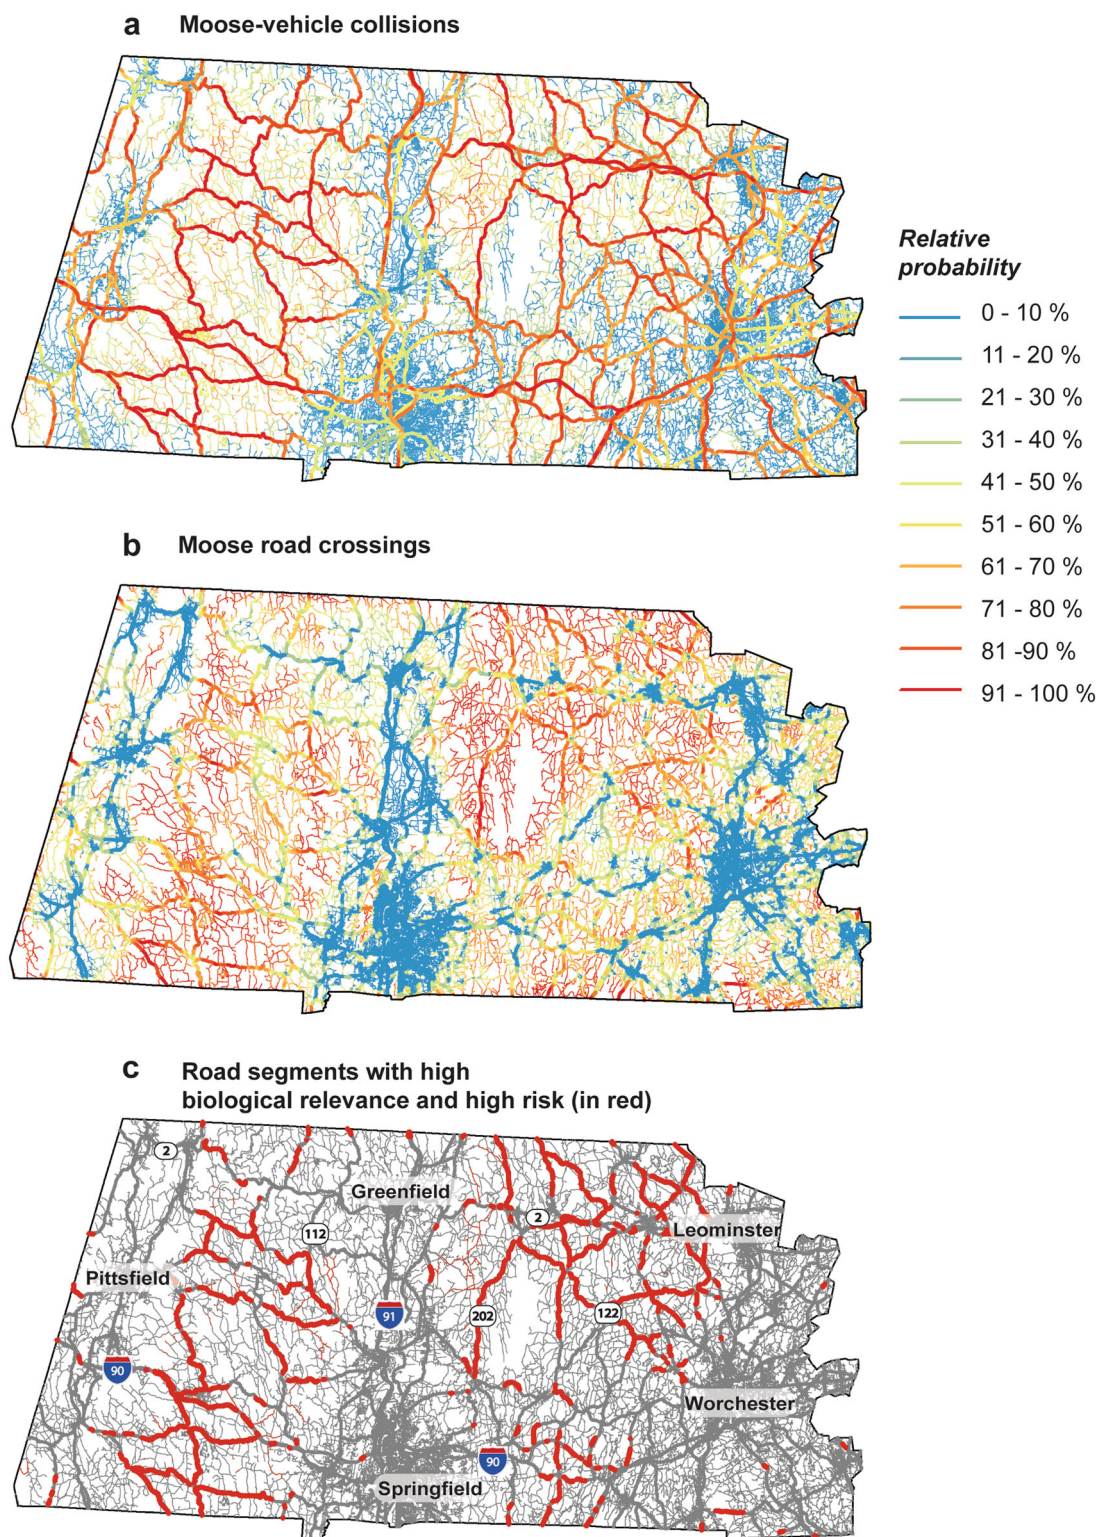 a Moose-vehicle collisions
Relative
probability
0 - 10 %
11 - 20 %
21 - 30 %
31 - 40 %
41 - 50 %
51 - 60 %
61 - 70 %
71 - 80 %
81 -90 %
91 - 100 %
b Moose road crossings
c Road segments with high
biological relevance and high risk (in red)
2
Greenfield
2
Leominster
112
Pittsfield
91
202
122
90
Worchester
90
Springfield